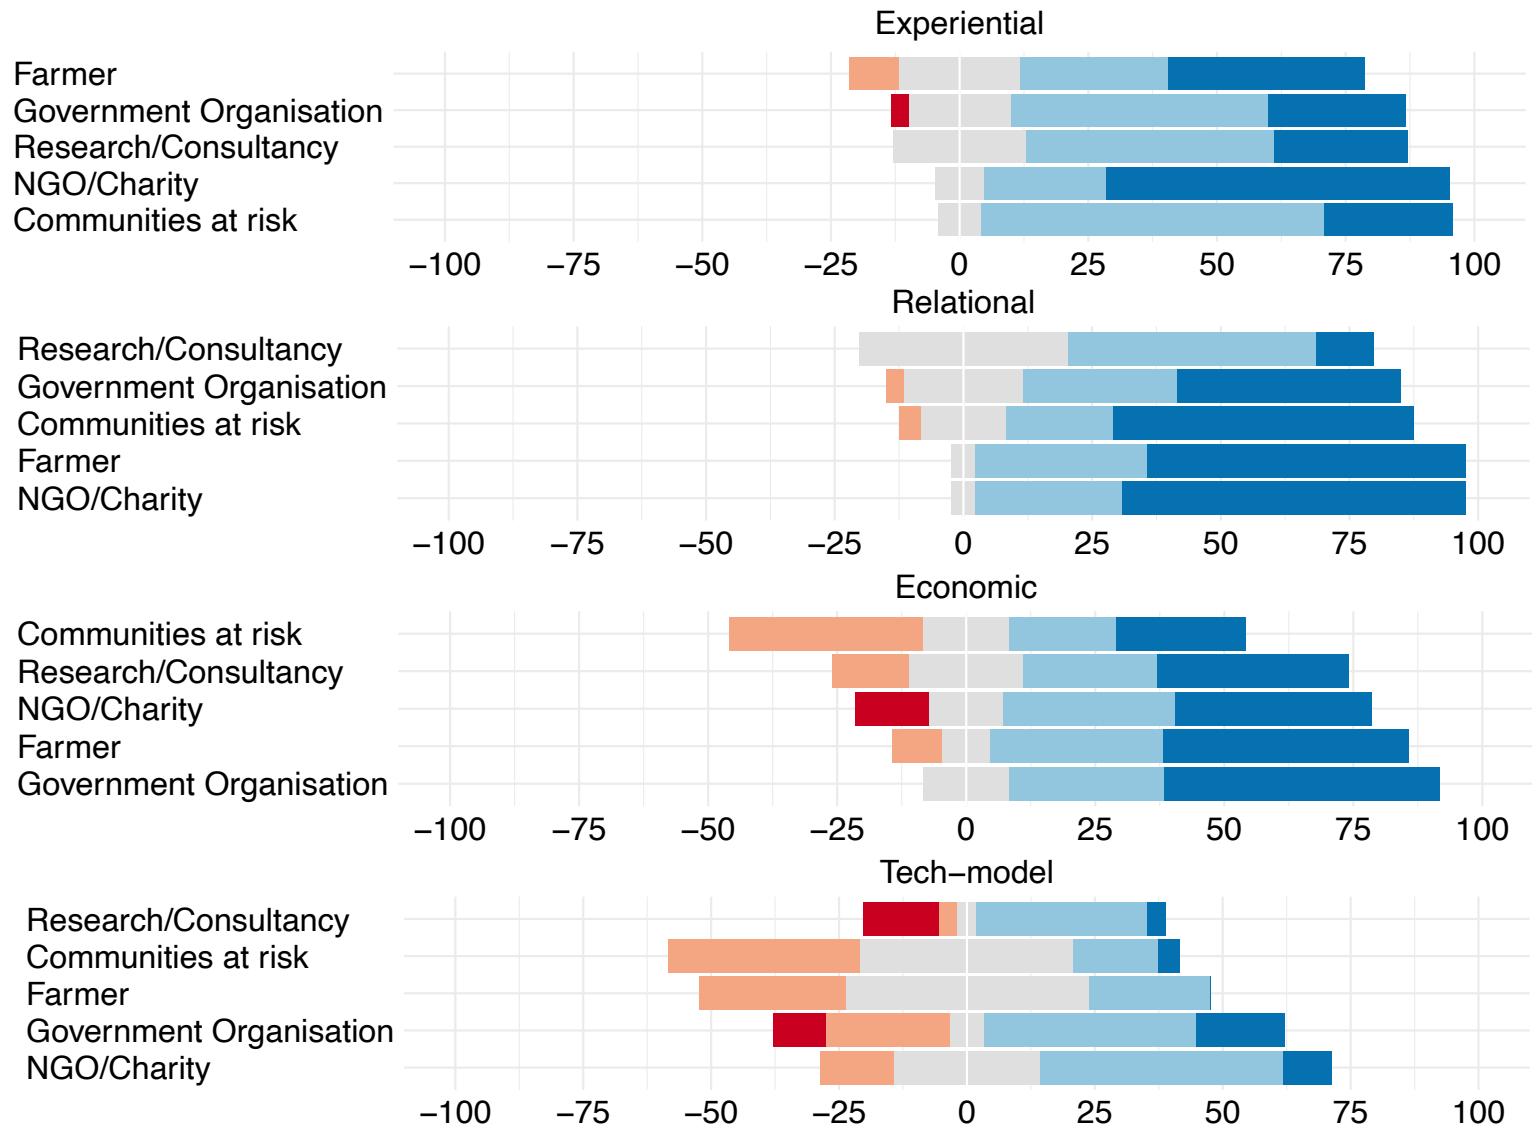 Experiential
Farmer
Government Organisation
Research/Consultancy
NGO/Charity
Communities at risk
−100 −75 −50 −25 0 25 50 75 100
Relational
Research/Consultancy
Government Organisation
Communities at risk
Farmer
NGO/Charity
−100 −75 −50 −25 0 25 50 75 100
Economic
Communities at risk
Research/Consultancy
NGO/Charity
Farmer
Government Organisation
−100 −75 −50 −25 0 25 50 75 100
Tech−model
Research/Consultancy
Communities at risk
Farmer
Government Organisation
NGO/Charity
−100 −75 −50 −25 0 25 50 75 100